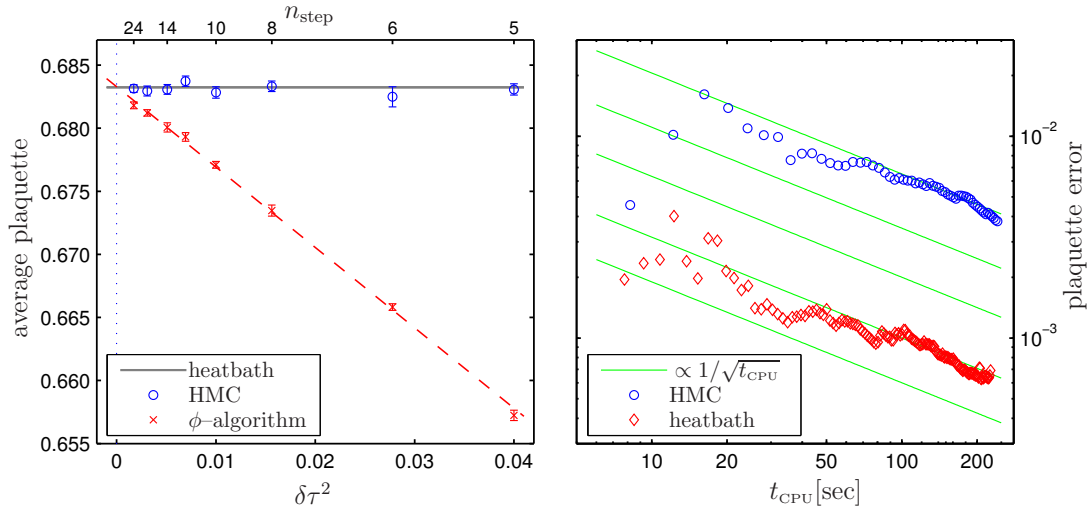 n_step
24 14 10 8 6 5
average plaquette
0.685
0.680
0.675
0.670
0.665
0.660
0.655
heatbath
HMC
ϕ–algorithm
0 0.01 0.02 0.03 0.04
δτ²
10⁻²
10⁻³
plaquette error
∝ 1/√t_CPU
HMC
heatbath
10 20 50 100 200
t_CPU[sec]